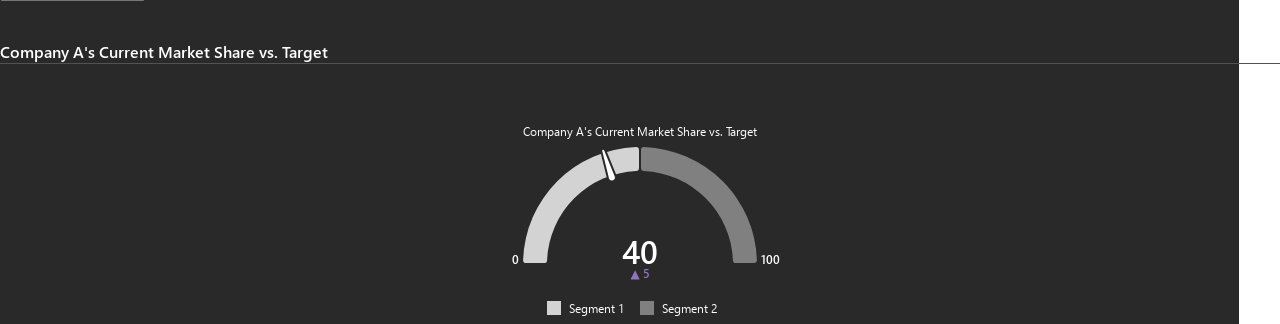 Company A's Current Market Share vs. Target
Company A's Current Market Share vs. Target
40
0
100
▲ 5
Segment 1
Segment 2